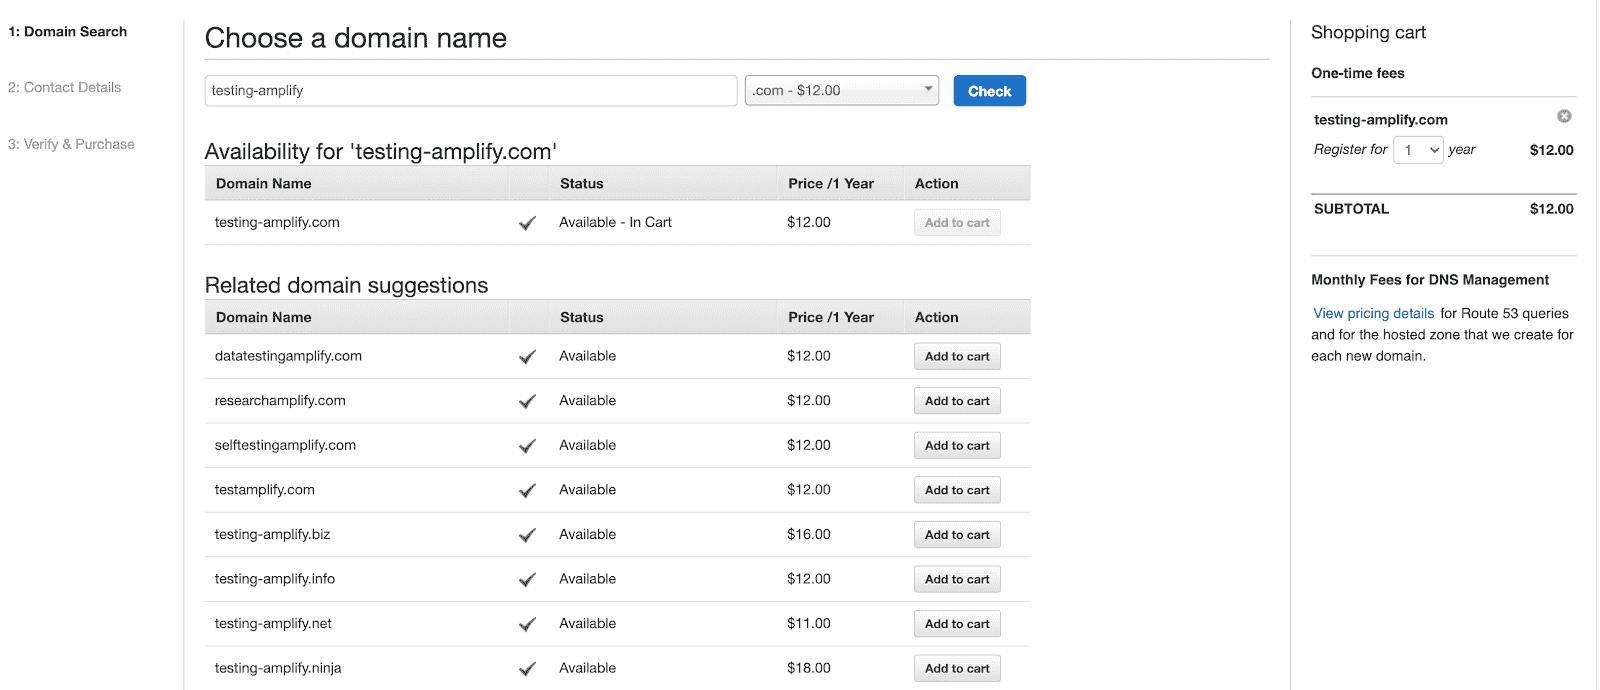 1: Domain Search
2: Contact Details
3: Verify & Purchase
Choose a domain name
testing-amplify .com - $12.00 Check
Availability for 'testing-amplify.com'
Domain Name Status Price /1 Year Action
testing-amplify.com Available - In Cart $12.00 Add to cart
Related domain suggestions
Domain Name Status Price /1 Year Action
datatestingamplify.com Available $12.00 Add to cart
researchamplify.com Available $12.00 Add to cart
selftestingamplify.com Available $12.00 Add to cart
testamplify.com Available $12.00 Add to cart
testing-amplify.biz Available $16.00 Add to cart
testing-amplify.info Available $12.00 Add to cart
testing-amplify.net Available $11.00 Add to cart
testing-amplify.ninja Available $18.00 Add to cart
Shopping cart
One-time fees
testing-amplify.com
Register for 1 year $12.00
SUBTOTAL $12.00
Monthly Fees for DNS Management
View pricing details for Route 53 queries
and for the hosted zone that we create for
each new domain.